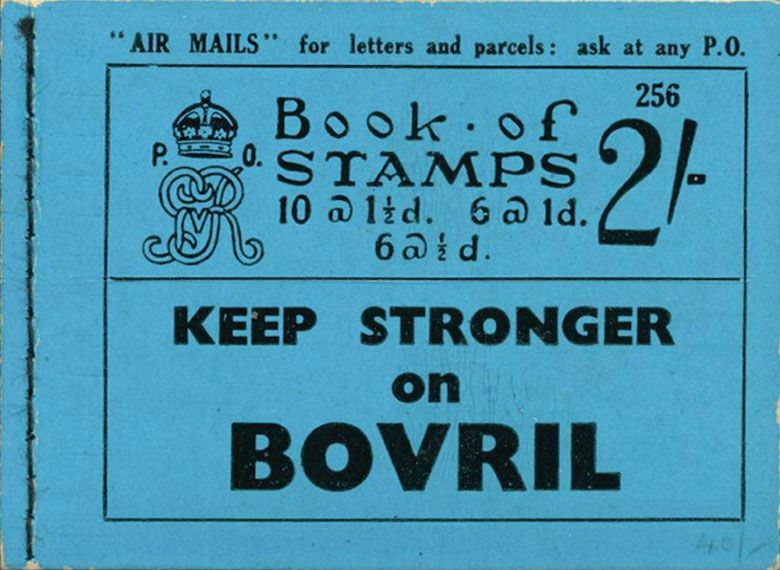 "AIR MAILS" for letters and parcels: ask at any P.O.
256
P. O.
Book · of 2/-
STAMPS
10 @ 1½d. 6 @ 1d.
6 @ ½d.
KEEP STRONGER
on
BOVRIL
40/-